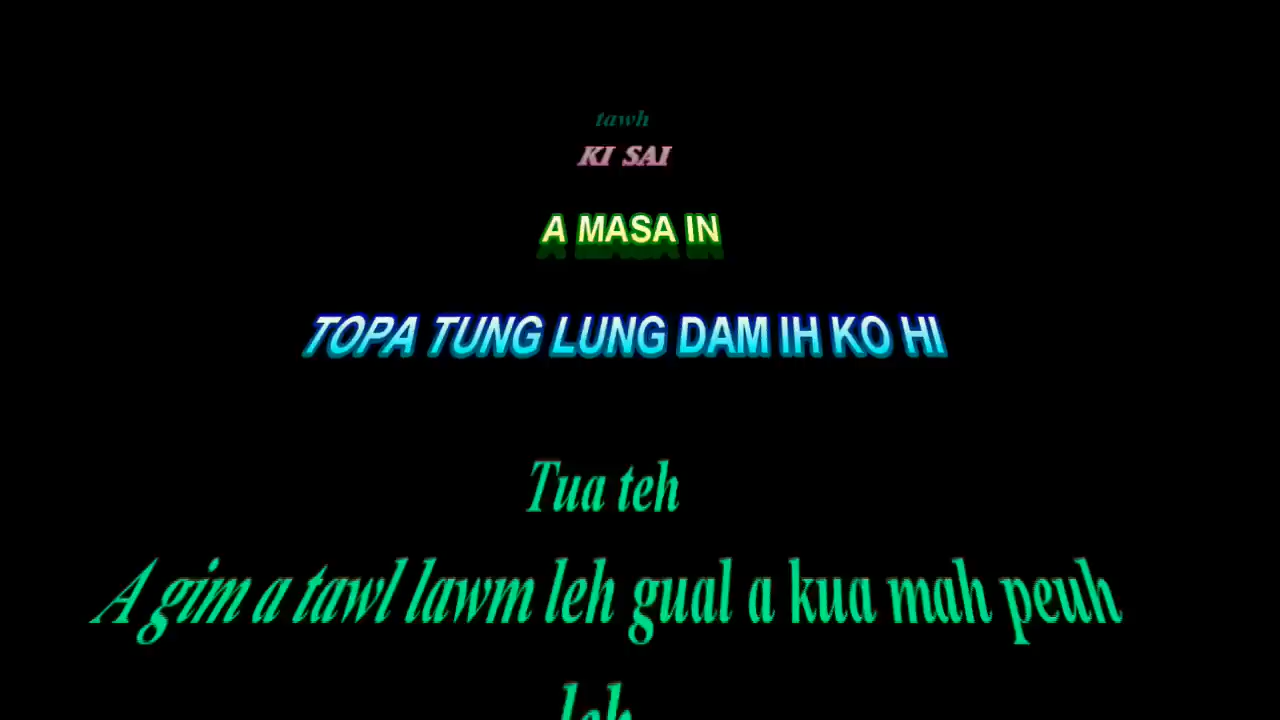 tawh
KI SAI
A MASA IN
TOPA TUNG LUNG DAM IH KO HI
Tua teh
A gim a tawl lawm leh gual a kua mah peuh
leh